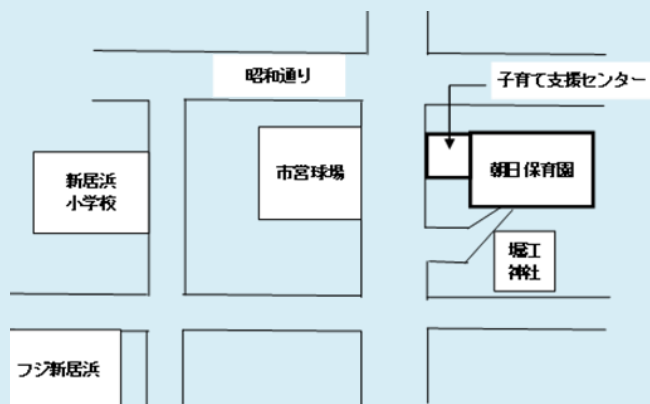 昭和通り
子育て支援センター
新居浜
小学校
市営球場
朝日保育園
堀江
神社
フジ新居浜